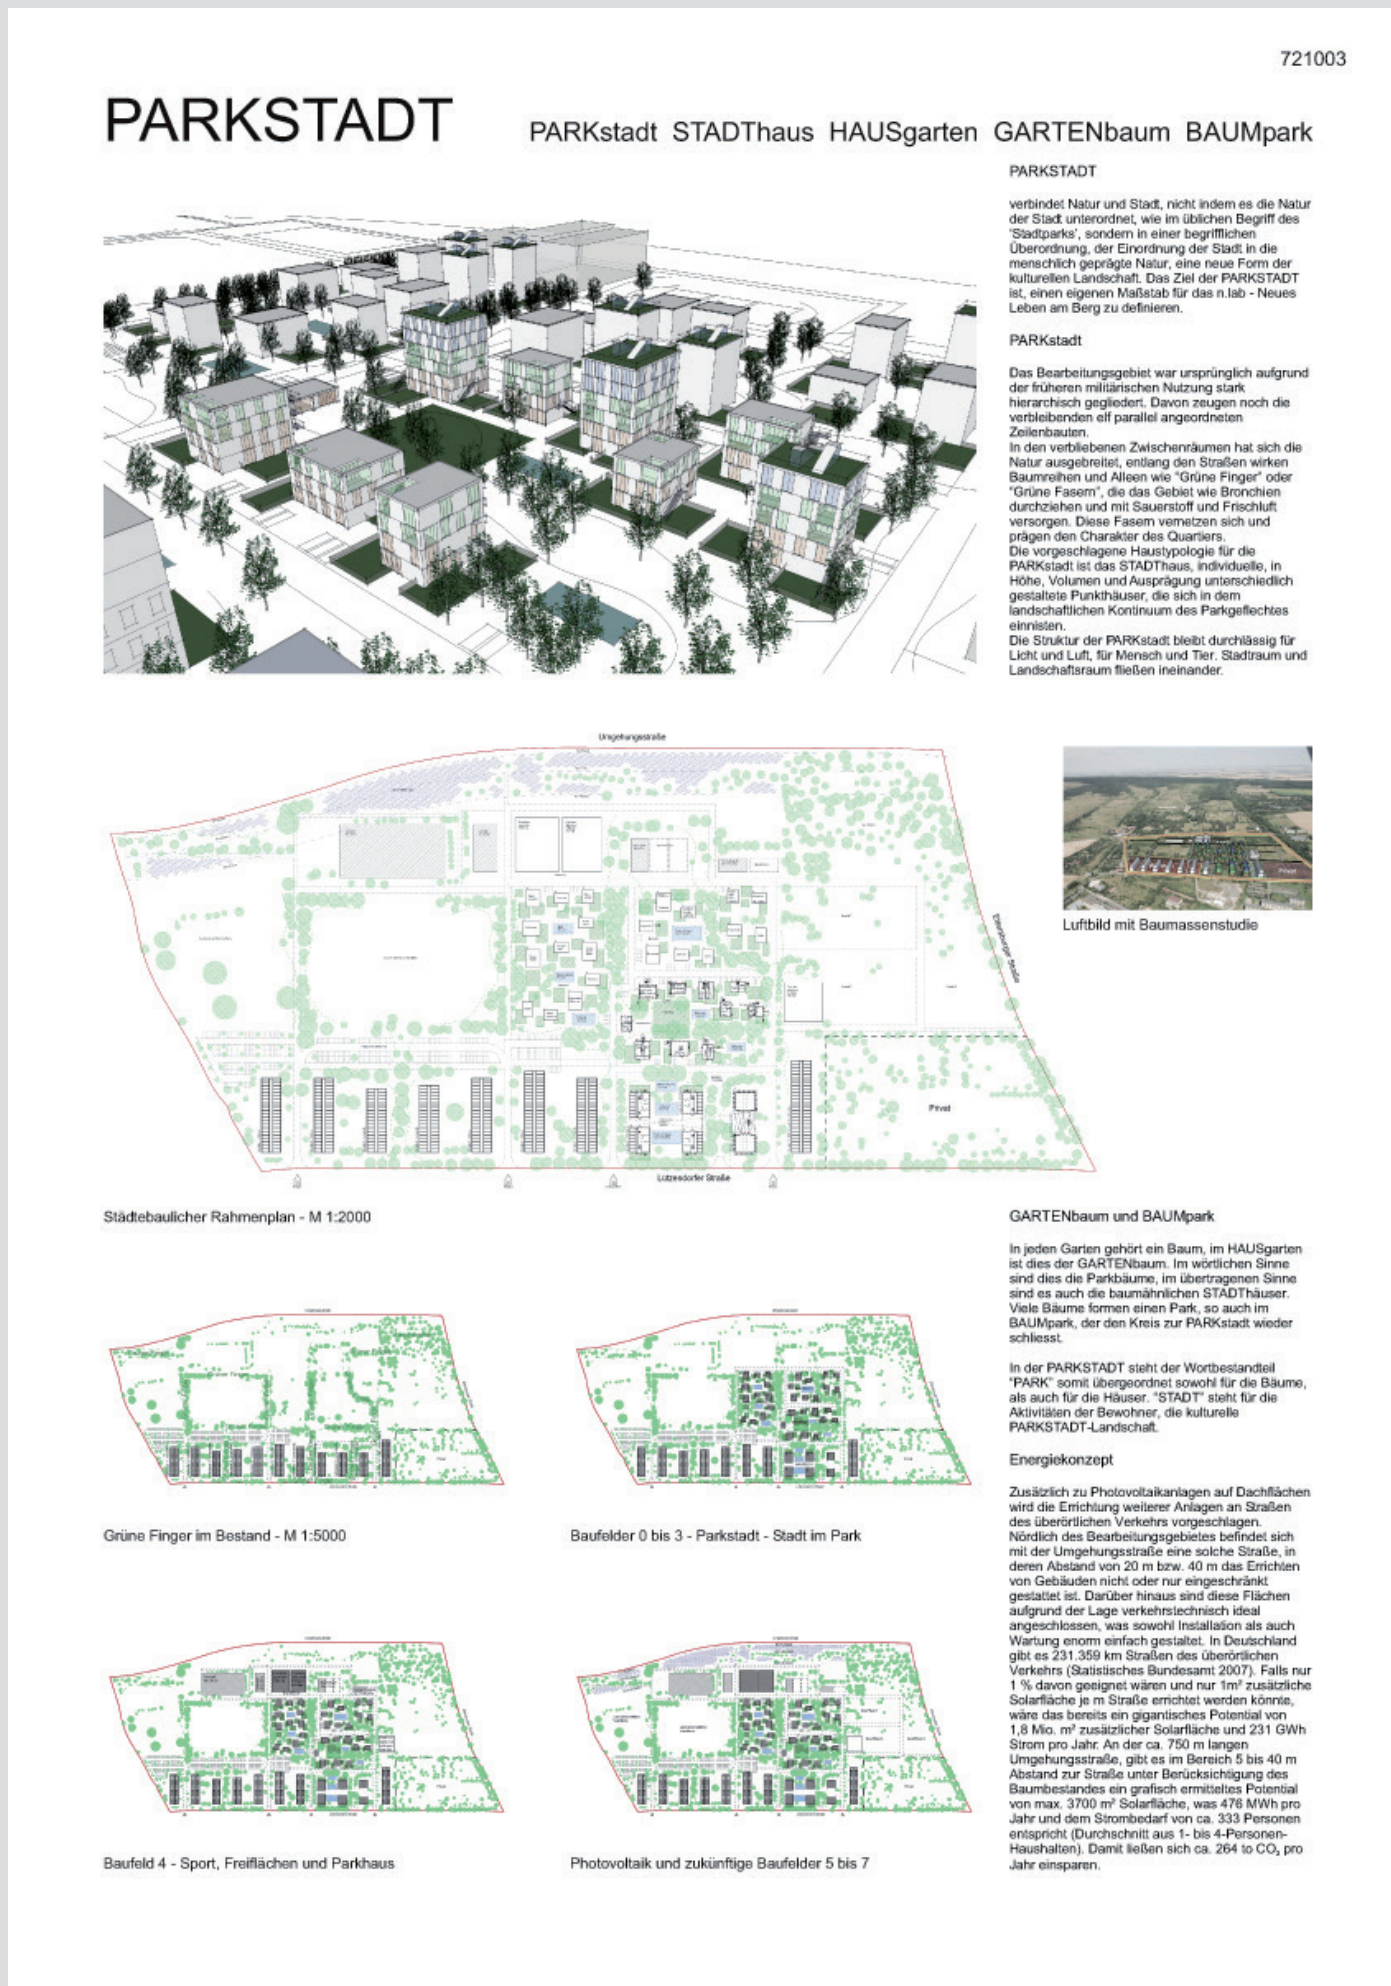 721003
PARKSTADT
PARKstadt STADThaus HAUSgarten GARTENbaum BAUMpark
PARKSTADT
verbindet Natur und Stadt, nicht indem es die Natur
der Stadt unterordnet, wie im üblichen Begriff des
'Stadtparks', sondern in einer begrifflichen
Überordnung, der Einordnung der Stadt in die
menschlich geprägte Natur, eine neue Form der
kulturellen Landschaft. Das Ziel der PARKSTADT
ist, einen eigenen Maßstab für das n.lab - Neues
Leben am Berg zu definieren.
PARKstadt
Das Bearbeitungsgebiet war ursprünglich aufgrund
der früheren militärischen Nutzung stark
hierarchisch gegliedert. Davon zeugen noch die
verbleibenden elf parallel angeordneten
Zeilenbauten.
In den verbliebenen Zwischenräumen hat sich die
Natur ausgebreitet, entlang den Straßen wirken
Baumreihen und Alleen wie "Grüne Finger" oder
"Grüne Fasern", die das Gebiet wie Bronchien
durchziehen und mit Sauerstoff und Frischluft
versorgen. Diese Fasern vernetzen sich und
prägen den Charakter des Quartiers.
Die vorgeschlagene Haustypologie für die
PARKstadt ist das STADThaus, individuelle, in
Höhe, Volumen und Ausprägung unterschiedlich
gestaltete Punkthäuser, die sich in dem
landschaftlichen Kontinuum des Parkgeflechtes
einnisten.
Die Struktur der PARKstadt bleibt durchlässig für
Licht und Luft, für Mensch und Tier. Stadtraum und
Landschaftsraum fließen ineinander.
Umgehungsstraße
Privat
Luftbild mit Baumassenstudie
Eilenburger Straße
Privat
Lützendorfer Straße
Städtebaulicher Rahmenplan - M 1:2000
Grüne Finger im Bestand - M 1:5000
Baufelder 0 bis 3 - Parkstadt - Stadt im Park
Baufeld 4 - Sport, Freiflächen und Parkhaus
Photovoltaik und zukünftige Baufelder 5 bis 7
GARTENbaum und BAUMpark
In jeden Garten gehört ein Baum, im HAUSgarten
ist dies der GARTENbaum. Im wörtlichen Sinne
sind dies die Parkbäume, im übertragenen Sinne
sind es auch die baumähnlichen STADThäuser.
Viele Bäume formen einen Park, so auch im
BAUMpark, der den Kreis zur PARKstadt wieder
schliesst.
In der PARKSTADT steht der Wortbestandteil
"PARK" somit übergeordnet sowohl für die Bäume,
als auch für die Häuser. "STADT" steht für die
Aktivitäten der Bewohner, die kulturelle
PARKSTADT-Landschaft.
Energiekonzept
Zusätzlich zu Photovoltaikanlagen auf Dachflächen
wird die Errichtung weiterer Anlagen an Straßen
des überörtlichen Verkehrs vorgeschlagen.
Nördlich des Bearbeitungsgebietes befindet sich
mit der Umgehungsstraße eine solche Straße, in
deren Abstand von 20 m bzw. 40 m das Errichten
von Gebäuden nicht oder nur eingeschränkt
gestattet ist. Darüber hinaus sind diese Flächen
aufgrund der Lage verkehrstechnisch ideal
angeschlossen, was sowohl Installation als auch
Wartung enorm einfach gestaltet. In Deutschland
gibt es 231.359 km Straßen des überörtlichen
Verkehrs (Statistisches Bundesamt 2007). Falls nur
1 % davon geeignet wären und nur 1m² zusätzliche
Solarfläche je m Straße errichtet werden könnte,
wäre das bereits ein gigantisches Potential von
1,8 Mio. m² zusätzlicher Solarfläche und 231 GWh
Strom pro Jahr. An der ca. 750 m langen
Umgehungsstraße, gibt es im Bereich 5 bis 40 m
Abstand zur Straße unter Berücksichtigung des
Baumbestandes ein grafisch ermitteltes Potential
von max. 3700 m² Solarfläche, was 476 MWh pro
Jahr und dem Strombedarf von ca. 333 Personen
entspricht (Durchschnitt aus 1- bis 4-Personen-
Haushalten). Damit ließen sich ca. 264 to CO₂ pro
Jahr einsparen.